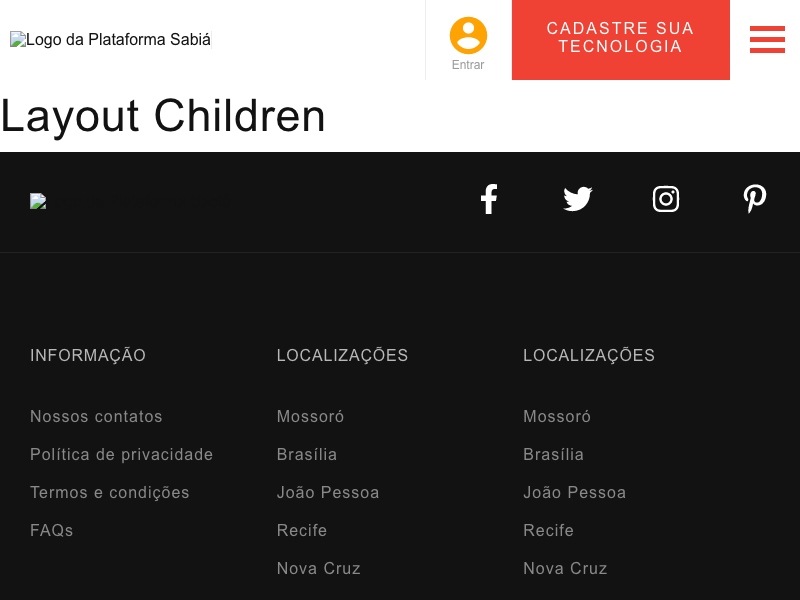 Logo da Plataforma Sabiá
Entrar
CADASTRE SUA
TECNOLOGIA
Layout Children
INFORMAÇÃO
Nossos contatos
Política de privacidade
Termos e condições
FAQs
LOCALIZAÇÕES
Mossoró
Brasília
João Pessoa
Recife
Nova Cruz
LOCALIZAÇÕES
Mossoró
Brasília
João Pessoa
Recife
Nova Cruz